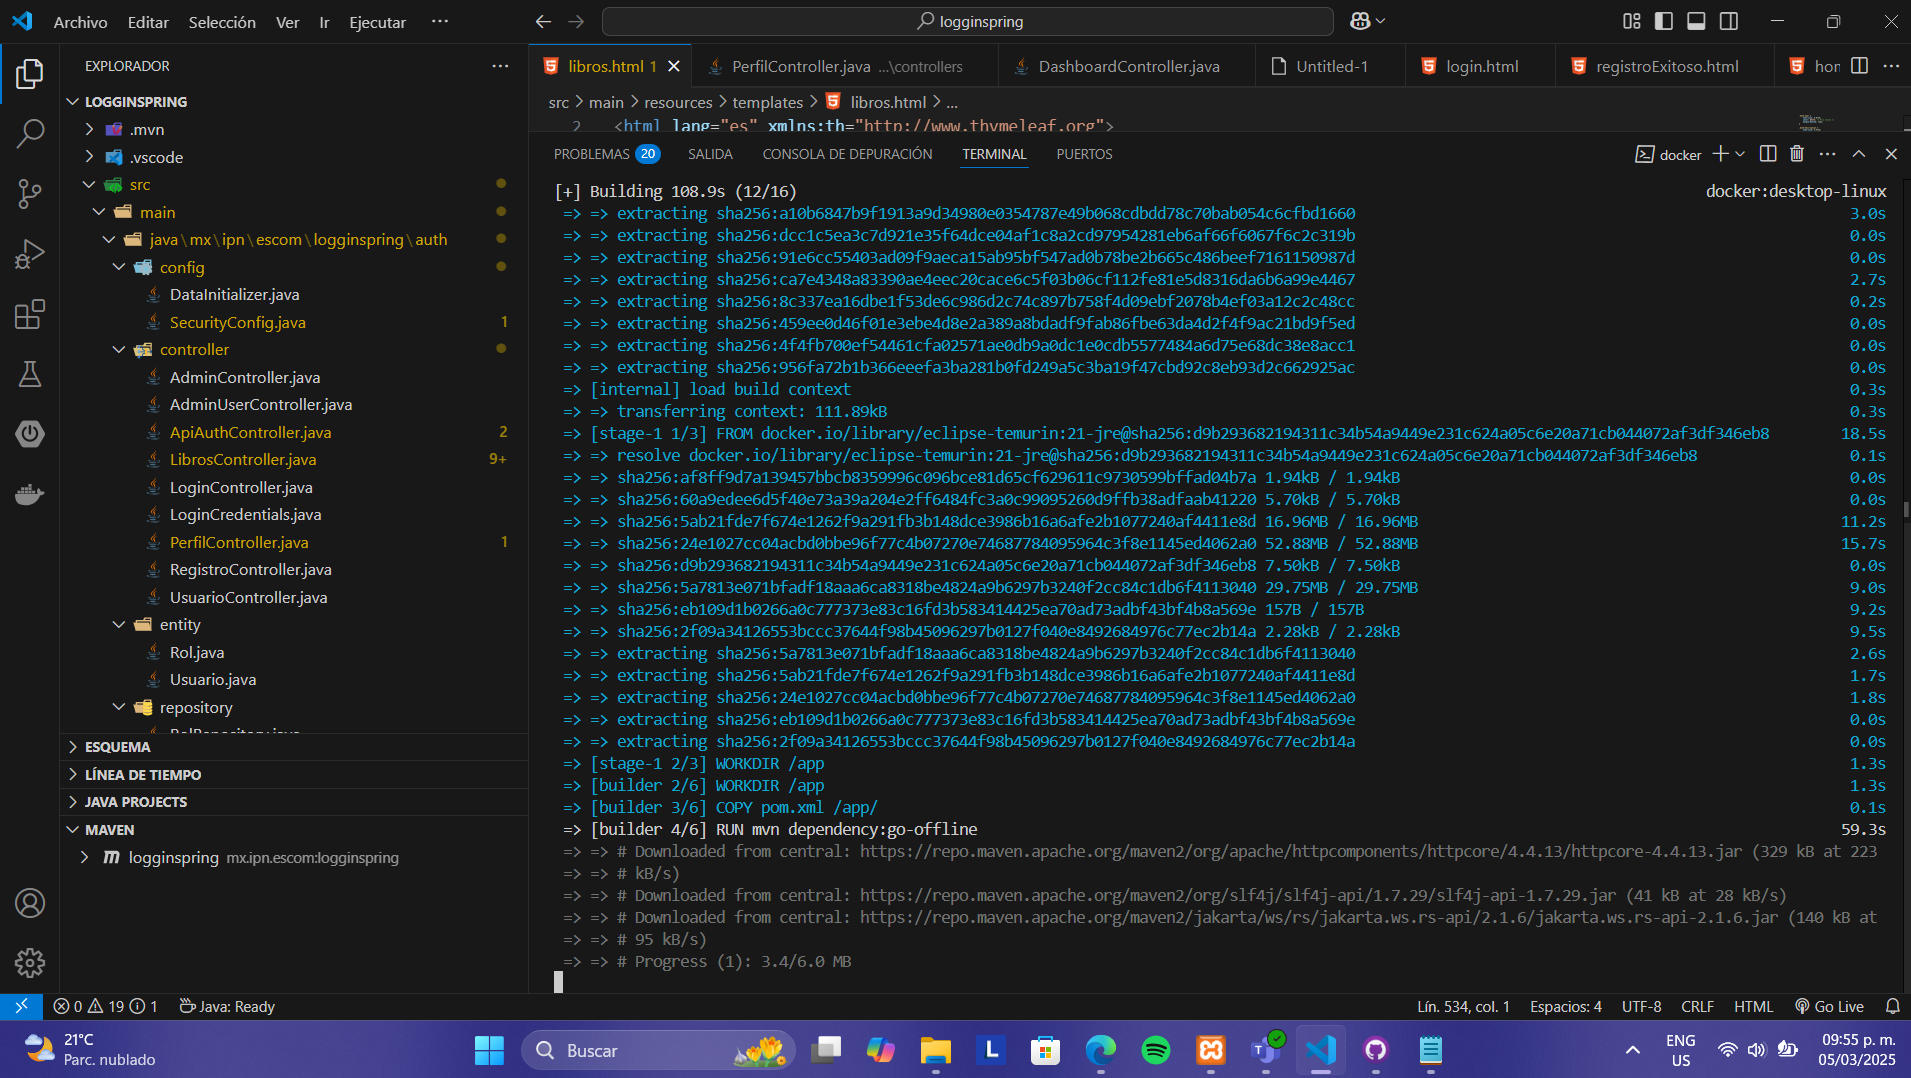 Archivo Editar Selección Ver Ir Ejecutar ···
logginspring
EXPLORADOR ···
LOGGINSPRING
.mvn
.vscode
src
main
java\mx\ipn\escom\logginspring\auth
config
DataInitializer.java
SecurityConfig.java 1
controller
AdminController.java
AdminUserController.java
ApiAuthController.java 2
LibrosController.java 9+
LoginController.java
LoginCredentials.java
PerfilController.java 1
RegistroController.java
UsuarioController.java
entity
Rol.java
Usuario.java
repository
RolRepository.java
ESQUEMA
LÍNEA DE TIEMPO
JAVA PROJECTS
MAVEN
logginspring mx.ipn.escom:logginspring
libros.html 1 PerfilController.java ...\controllers DashboardController.java Untitled-1 login.html registroExitoso.html hor ···
src > main > resources > templates > libros.html > ...
2 <html lang="es" xmlns:th="http://www.thymeleaf.org">
PROBLEMAS 20 SALIDA CONSOLA DE DEPURACIÓN TERMINAL PUERTOS docker ···
[+] Building 108.9s (12/16) docker:desktop-linux
=> => extracting sha256:a10b6847b9f1913a9d34980e0354787e49b068cdbdd78c70bab054c6cfbd1660 3.0s
=> => extracting sha256:dcc1c5ea3c7d921e35f64dce04af1c8a2cd97954281eb6af66f6067f6c2c319b 0.0s
=> => extracting sha256:91e6cc55403ad09f9aeca15ab95bf547ad0b78be2b665c486beef7161150987d 0.0s
=> => extracting sha256:ca7e4348a83390ae4eec20cace6c5f03b06cf112fe81e5d8316da6b6a99e4467 2.7s
=> => extracting sha256:8c337ea16dbe1f53de6c986d2c74c897b758f4d09ebf2078b4ef03a12c2c48cc 0.2s
=> => extracting sha256:459ee0d46f01e3ebe4d8e2a389a8bdadf9fab86fbe63da4d2f4f9ac21bd9f5ed 0.0s
=> => extracting sha256:4f4fb700ef54461cfa02571ae0db9a0dc1e0cdb5577484a6d75e68dc38e8acc1 0.0s
=> => extracting sha256:956fa72b1b366eeefa3ba281b0fd249a5c3ba19f47cbd92c8eb93d2c662925ac 0.0s
=> [internal] load build context 0.3s
=> => transferring context: 111.89kB 0.3s
=> [stage-1 1/3] FROM docker.io/library/eclipse-temurin:21-jre@sha256:d9b293682194311c34b54a9449e231c624a05c6e20a71cb044072af3df346eb8 18.5s
=> => resolve docker.io/library/eclipse-temurin:21-jre@sha256:d9b293682194311c34b54a9449e231c624a05c6e20a71cb044072af3df346eb8 0.1s
=> => sha256:af8ff9d7a139457bbcb8359996c096bce81d65cf629611c9730599bffad04b7a 1.94kB / 1.94kB 0.0s
=> => sha256:60a9edee6d5f40e73a39a204e2ff6484fc3a0c99095260d9ffb38adfaab41220 5.70kB / 5.70kB 0.0s
=> => sha256:5ab21fde7f674e1262f9a291fb3b148dce3986b16a6afe2b1077240af4411e8d 16.96MB / 16.96MB 11.2s
=> => sha256:24e1027cc04acbd0bbe96f77c4b07270e74687784095964c3f8e1145ed4062a0 52.88MB / 52.88MB 15.7s
=> => sha256:d9b293682194311c34b54a9449e231c624a05c6e20a71cb044072af3df346eb8 7.50kB / 7.50kB 0.0s
=> => sha256:5a7813e071bfadf18aaa6ca8318be4824a9b6297b3240f2cc84c1db6f4113040 29.75MB / 29.75MB 9.0s
=> => sha256:eb109d1b0266a0c777373e83c16fd3b583414425ea70ad73adbf43bf4b8a569e 157B / 157B 9.2s
=> => sha256:2f09a34126553bccc37644f98b45096297b0127f040e8492684976c77ec2b14a 2.28kB / 2.28kB 9.5s
=> => extracting sha256:5a7813e071bfadf18aaa6ca8318be4824a9b6297b3240f2cc84c1db6f4113040 2.6s
=> => extracting sha256:5ab21fde7f674e1262f9a291fb3b148dce3986b16a6afe2b1077240af4411e8d 1.7s
=> => extracting sha256:24e1027cc04acbd0bbe96f77c4b07270e74687784095964c3f8e1145ed4062a0 1.8s
=> => extracting sha256:eb109d1b0266a0c777373e83c16fd3b583414425ea70ad73adbf43bf4b8a569e 0.0s
=> => extracting sha256:2f09a34126553bccc37644f98b45096297b0127f040e8492684976c77ec2b14a 0.0s
=> [stage-1 2/3] WORKDIR /app 1.3s
=> [builder 2/6] WORKDIR /app 1.3s
=> [builder 3/6] COPY pom.xml /app/ 0.1s
=> [builder 4/6] RUN mvn dependency:go-offline 59.3s
=> => # Downloaded from central: https://repo.maven.apache.org/maven2/org/apache/httpcomponents/httpcore/4.4.13/httpcore-4.4.13.jar (329 kB at 223
=> => # kB/s)
=> => # Downloaded from central: https://repo.maven.apache.org/maven2/org/slf4j/slf4j-api/1.7.29/slf4j-api-1.7.29.jar (41 kB at 28 kB/s)
=> => # Downloaded from central: https://repo.maven.apache.org/maven2/jakarta/ws/rs/jakarta.ws.rs-api/2.1.6/jakarta.ws.rs-api-2.1.6.jar (140 kB at
=> => # 95 kB/s)
=> => # Progress (1): 3.4/6.0 MB
0 19 1 Java: Ready Lín. 534, col. 1 Espacios: 4 UTF-8 CRLF HTML Go Live
21°C
Parc. nublado
Buscar
ENG
US
09:55 p. m.
05/03/2025